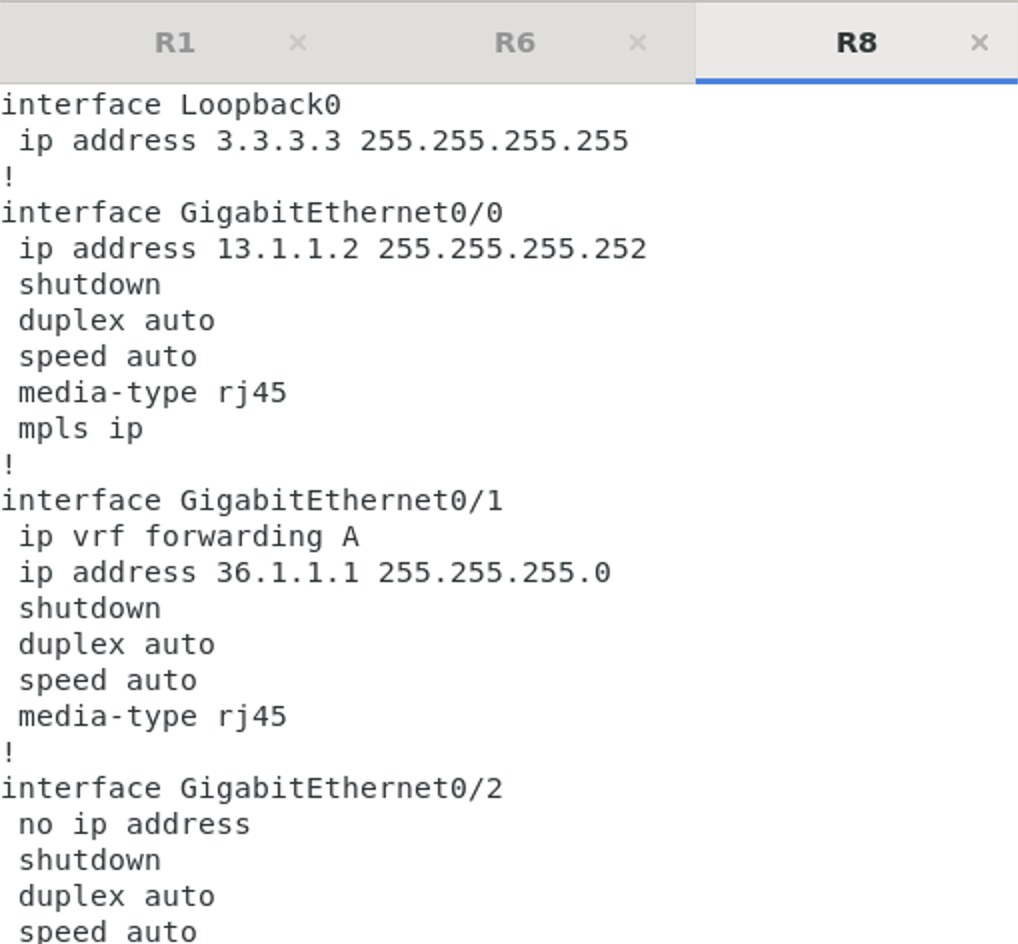 R1 × R6 × R8 ×
interface Loopback0
 ip address 3.3.3.3 255.255.255.255
!
interface GigabitEthernet0/0
 ip address 13.1.1.2 255.255.255.252
 shutdown
 duplex auto
 speed auto
 media-type rj45
 mpls ip
!
interface GigabitEthernet0/1
 ip vrf forwarding A
 ip address 36.1.1.1 255.255.255.0
 shutdown
 duplex auto
 speed auto
 media-type rj45
!
interface GigabitEthernet0/2
 no ip address
 shutdown
 duplex auto
 speed auto